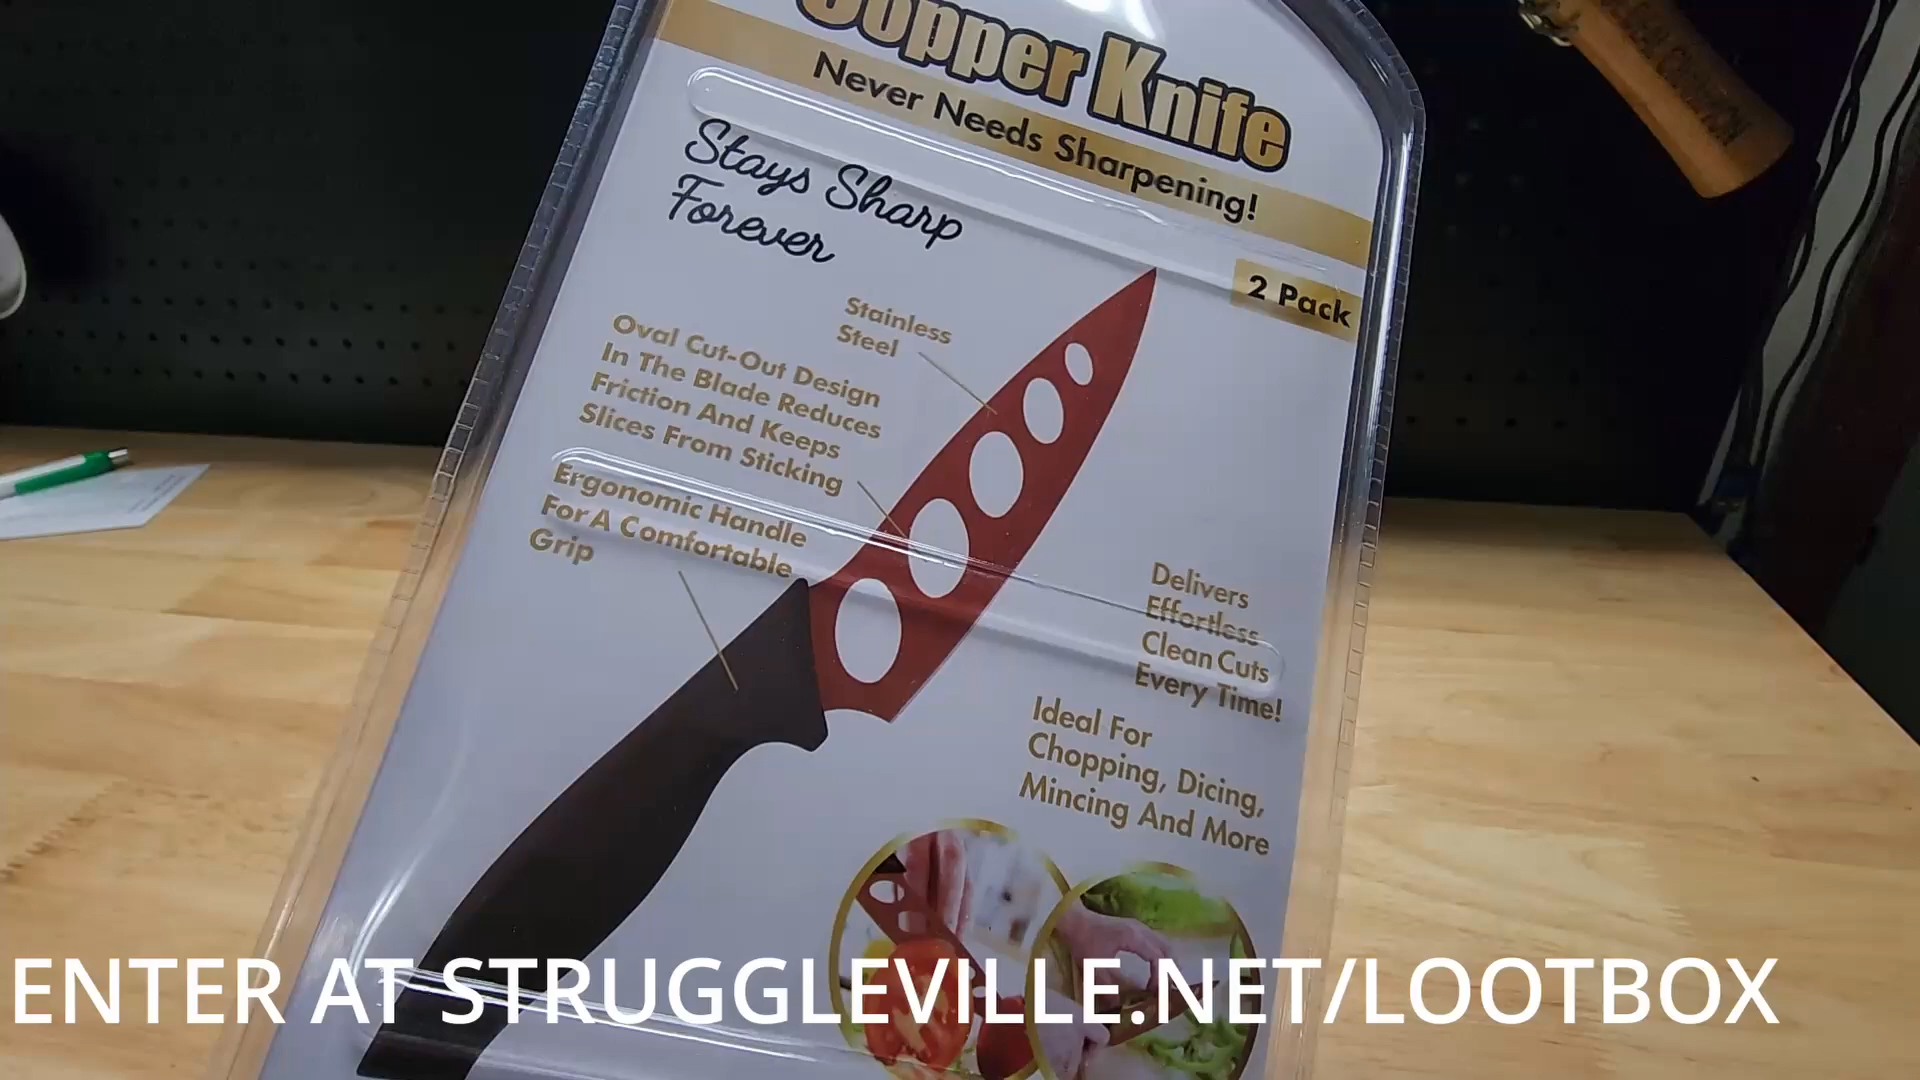 Copper Knife
Never Needs Sharpening!
Stays Sharp
Forever
2 Pack
Stainless
Steel
Oval Cut-Out Design
In The Blade Reduces
Friction And Keeps
Slices From Sticking
Ergonomic Handle
For A Comfortable
Grip
Delivers
Effortless
Clean Cuts
Every Time!
Ideal For
Chopping, Dicing,
Mincing And More
ENTER AT STRUGGLEVILLE.NET/LOOTBOX